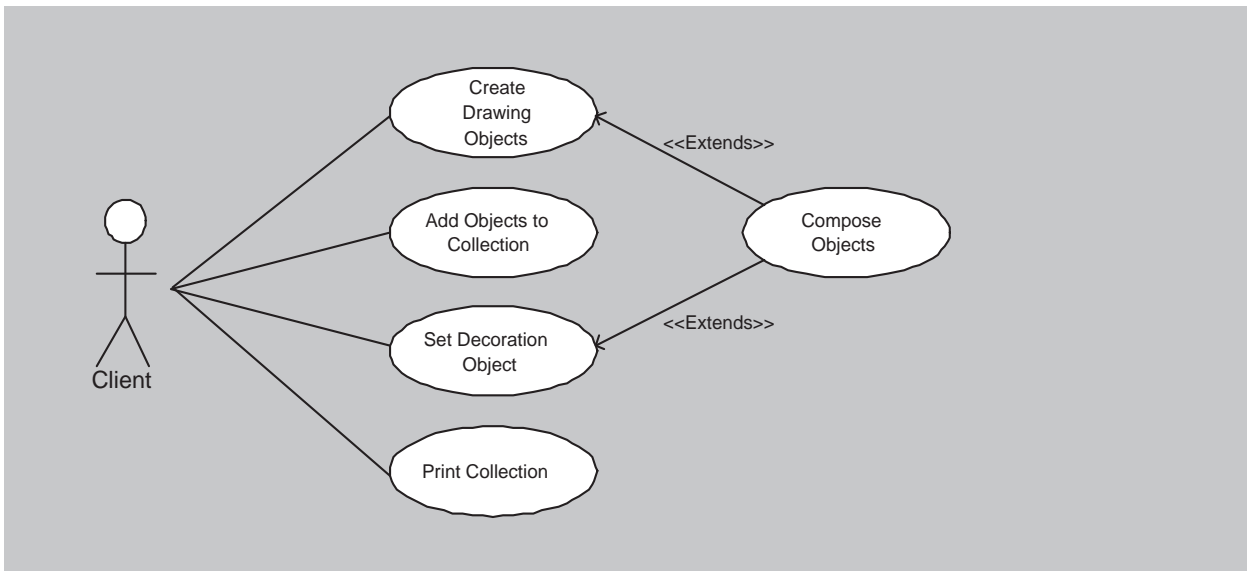 Create
Drawing
Objects
<<Extends>>
Add Objects to
Collection
Compose
Objects
<<Extends>>
Set Decoration
Object
Client
Print Collection